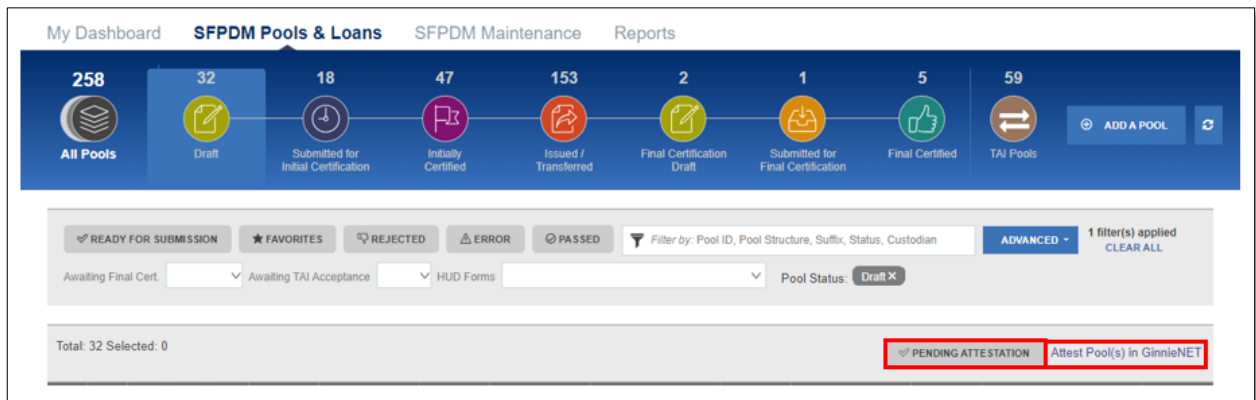 My Dashboard SFPDM Pools & Loans SFPDM Maintenance Reports
258 32 18 47 153 2 1 5 59
All Pools Draft Submitted for Initially Issued / Final Certification Submitted for Final Certified TAI Pools ADD A POOL
Initial Certification Certified Transferred Draft Final Certification
READY FOR SUBMISSION FAVORITES REJECTED ERROR PASSED Filter by: Pool ID, Pool Structure, Suffix, Status, Custodian ADVANCED 1 filter(s) applied
CLEAR ALL
Awaiting Final Cert. Awaiting TAI Acceptance HUD Forms Pool Status: Draft X
Total: 32 Selected: 0
PENDING ATTESTATION Attest Pool(s) in GinnieNET